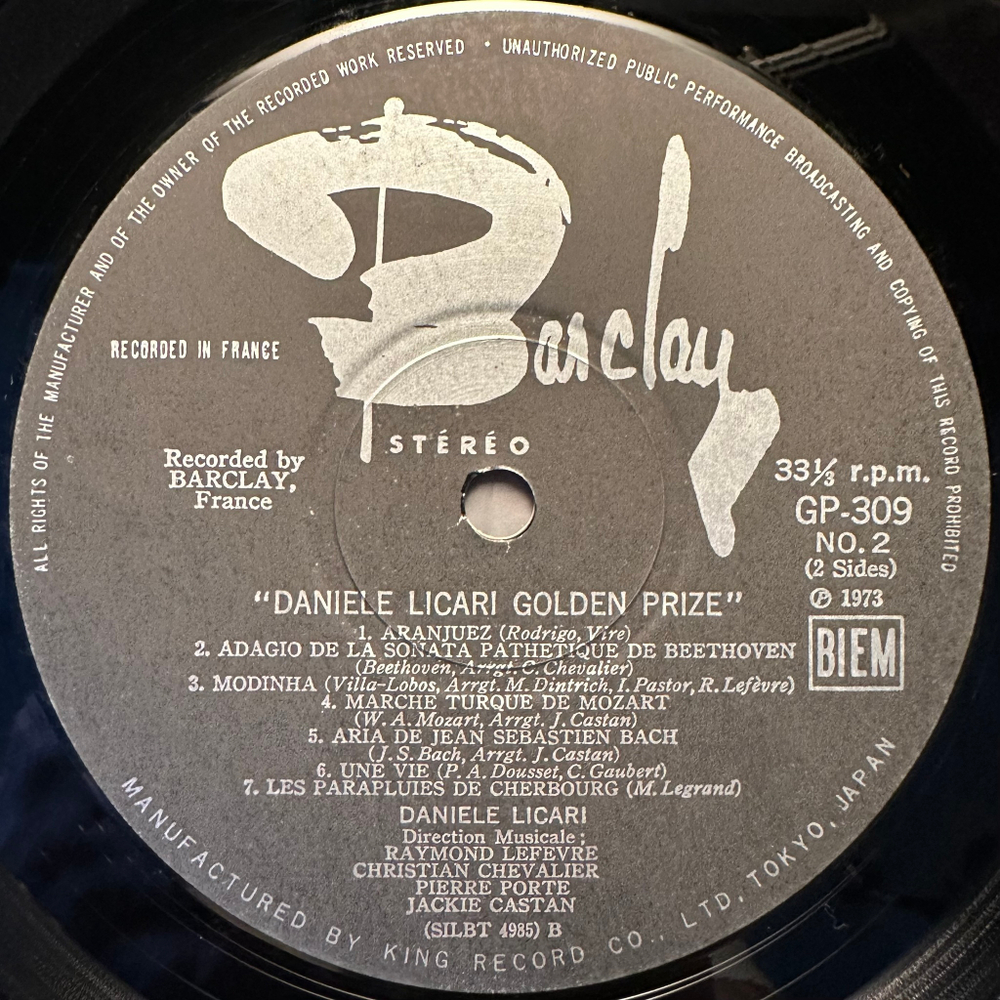 ALL RIGHTS OF THE MANUFACTURER AND OF THE OWNER OF THE RECORDED WORK RESERVED • UNAUTHORIZED PUBLIC PERFORMANCE BROADCASTING AND COPYING OF THIS RECORD PROHIBITED
Barclay
RECORDED IN FRANCE
STÉRÉO
Recorded by
BARCLAY,
France
33⅓ r.p.m.
GP-309
NO. 2
(2 Sides)
Ⓟ 1973
BIEM
"DANIELE LICARI GOLDEN PRIZE"
1. ARANJUEZ (Rodrigo, Vire)
2. ADAGIO DE LA SONATA PATHETIQUE DE BEETHOVEN
(Beethoven, Arrgt. C. Chevalier)
3. MODINHA (Villa-Lobos, Arrgt. M. Dintrich, I. Pastor, R. Lefèvre)
4. MARCHE TURQUE DE MOZART
(W. A. Mozart, Arrgt. J. Castan)
5. ARIA DE JEAN SEBASTIEN BACH
(J. S. Bach, Arrgt. J. Castan)
6. UNE VIE (P. A. Dousset, C. Gaubert)
7. LES PARAPLUIES DE CHERBOURG (M. Legrand)
DANIELE LICARI
Direction Musicale ;
RAYMOND LEFEVRE
CHRISTIAN CHEVALIER
PIERRE PORTE
JACKIE CASTAN
(SILBT 4985) B
MANUFACTURED BY KING RECORD CO., LTD, TOKYO, JAPAN